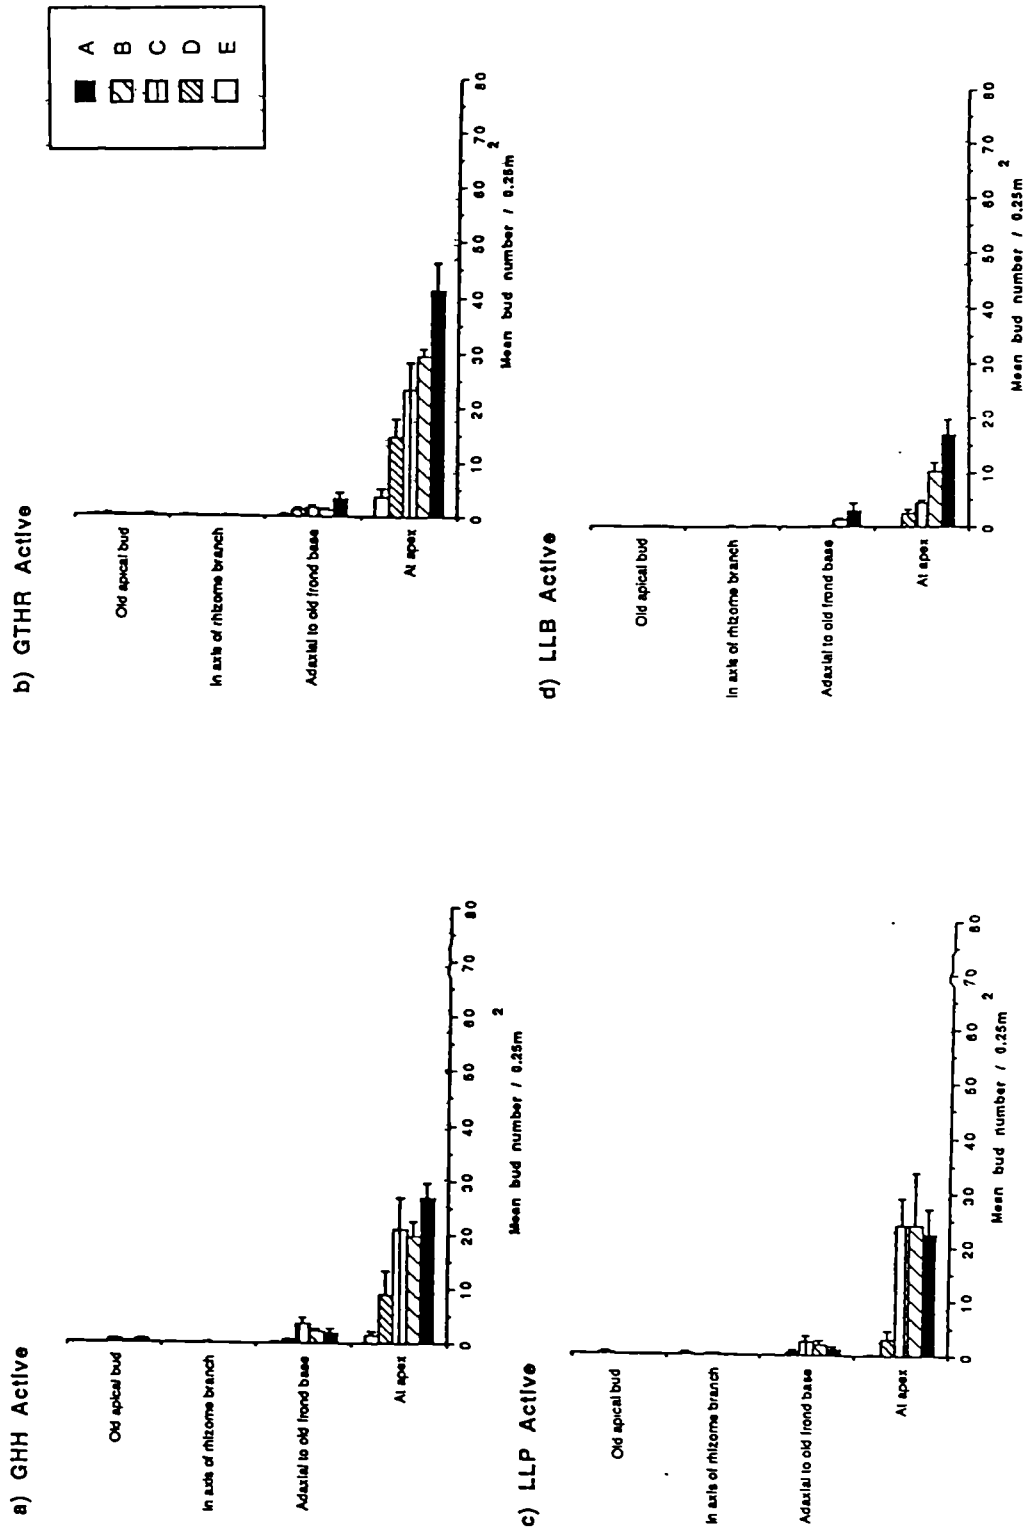 a) GHH Active
Old apical bud
In axis of rhizome branch
Adaxial to old frond base
At apex
0 10 20 30 40 50 60 70 80
Mean bud number / 0.25m 2
b) GTHR Active
Old apical bud
In axis of rhizome branch
Adaxial to old frond base
At apex
0 10 20 30 40 50 60 70 80
Mean bud number / 0.25m 2
A
B
C
D
E
c) LLP Active
Old apical bud
In axis of rhizome branch
Adaxial to old frond base
At apex
0 10 20 30 40 50 60 70 80
Mean bud number / 0.25m 2
d) LLB Active
Old apical bud
In axis of rhizome branch
Adaxial to old frond base
At apex
0 10 20 30 40 50 60 70 80
Mean bud number / 0.25m 2